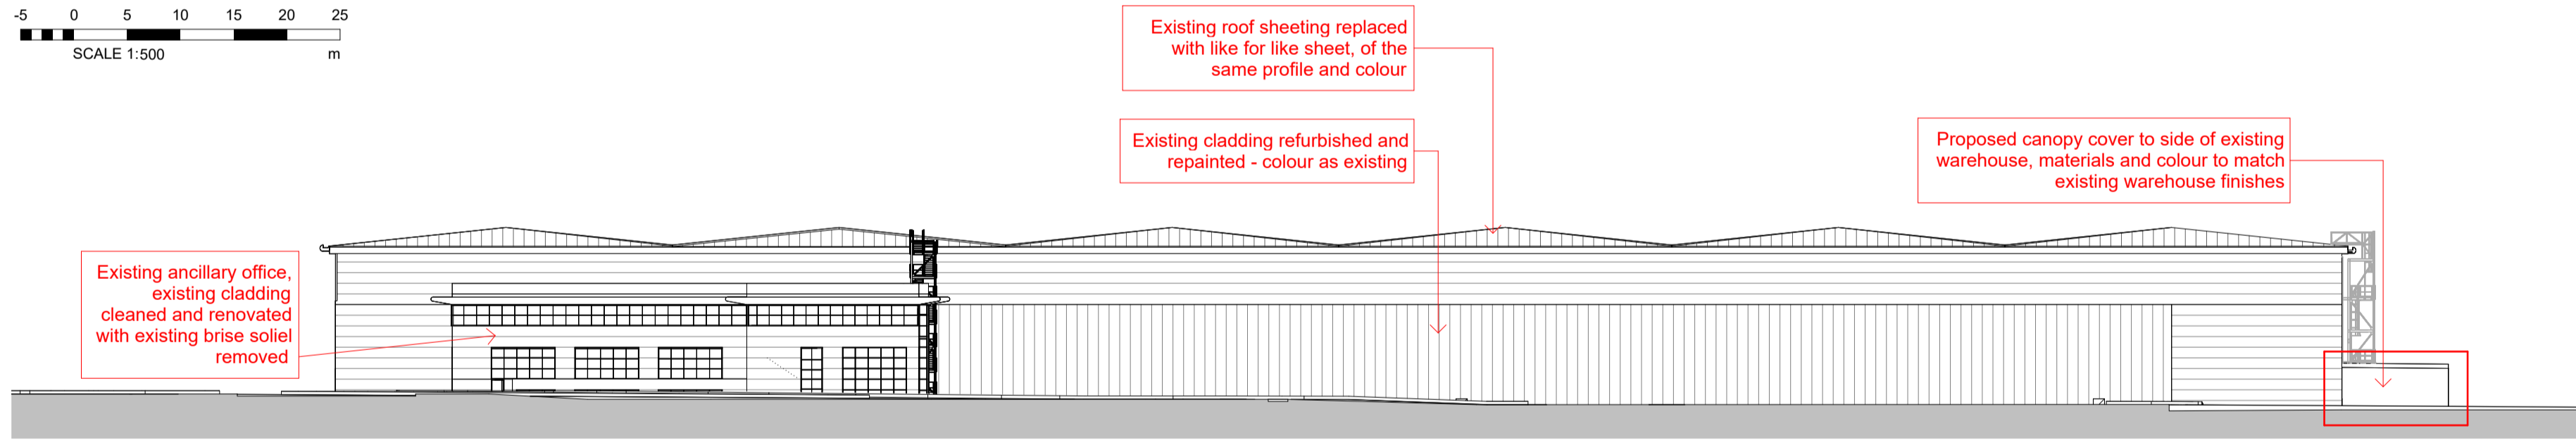 -5 0 5 10 15 20 25
SCALE 1:500 m
Existing roof sheeting replaced
with like for like sheet, of the
same profile and colour
Existing cladding refurbished and
repainted - colour as existing
Proposed canopy cover to side of existing
warehouse, materials and colour to match
existing warehouse finishes
Existing ancillary office,
existing cladding
cleaned and renovated
with existing brise soliel
removed